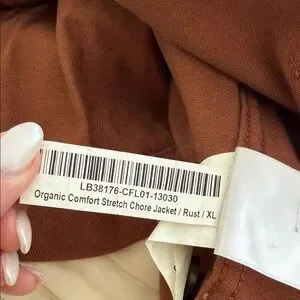 LB38176-CFL01-13030
Organic Comfort Stretch Chore Jacket / Rust / XL